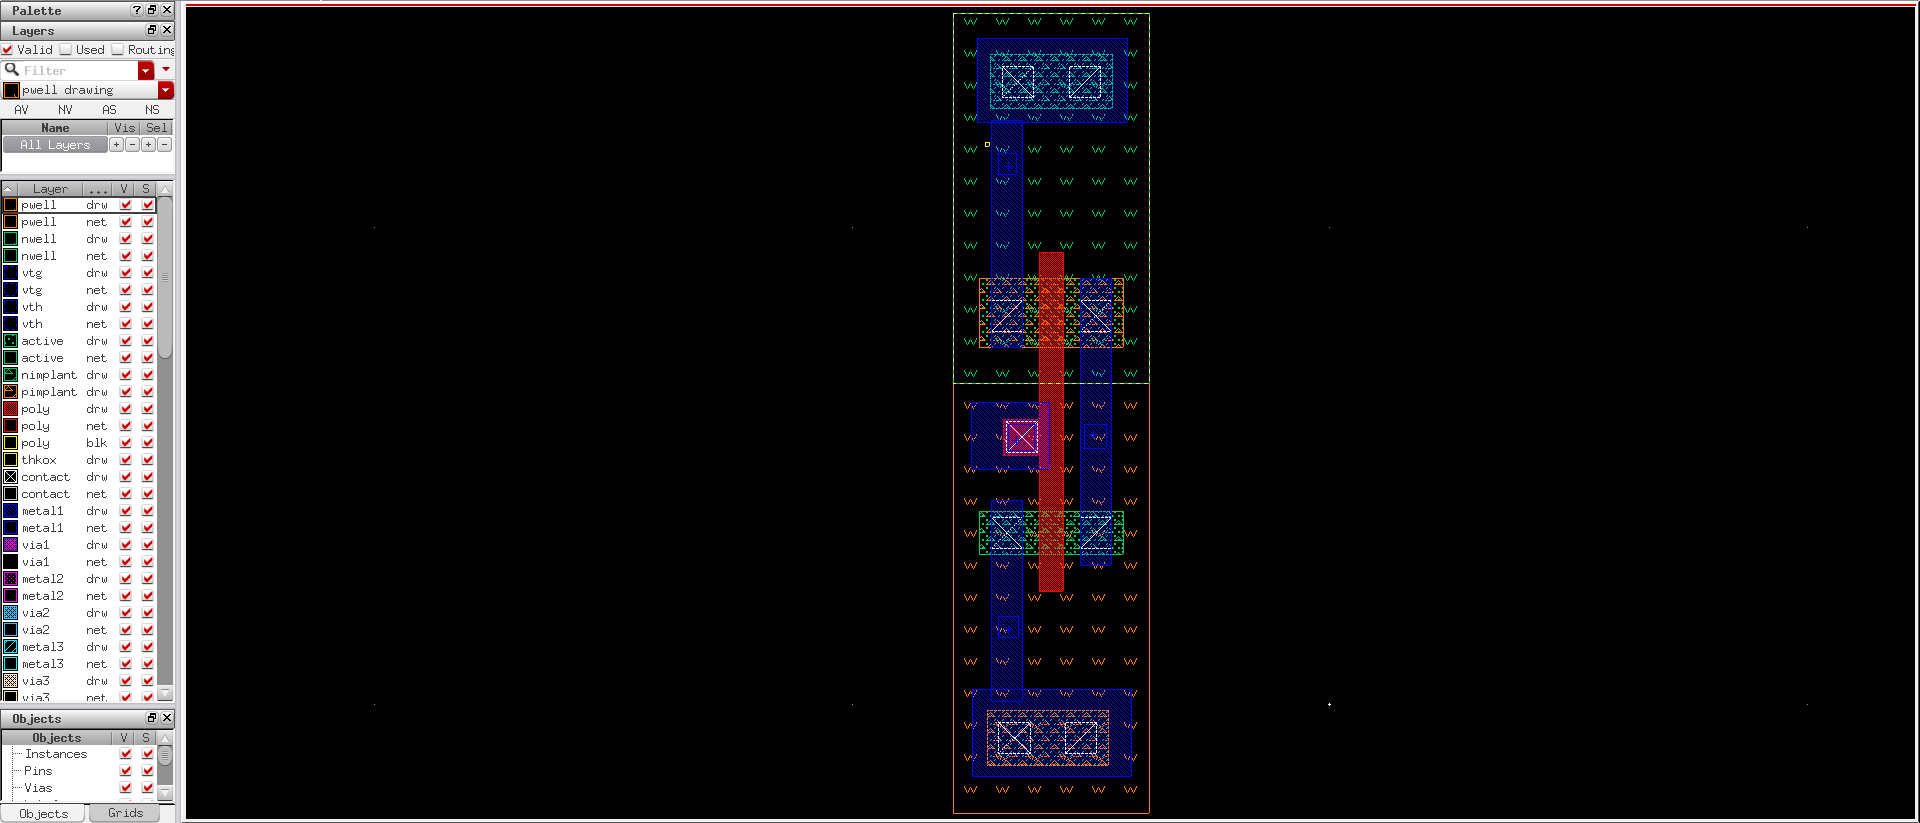 Palette ?
Layers
Valid Used Routing
Filter
pwell drawing
AV NV AS NS
Name Vis Sel
All Layers + - + -
Layer ... V S
pwell drw
pwell net
nwell drw
nwell net
vtg drw
vtg net
vth drw
vth net
active drw
active net
nimplant drw
pimplant drw
poly drw
poly net
poly blk
thkox drw
contact drw
contact net
metal1 drw
metal1 net
via1 drw
via1 net
metal2 drw
metal2 net
via2 drw
via2 net
metal3 drw
metal3 net
via3 drw
via3 net
Objects
Objects V S
Instances
Pins
Vias
Objects Grids